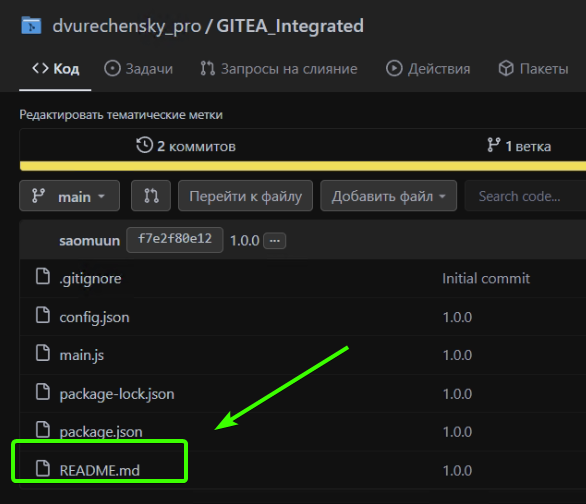 dvurechensky_pro / GITEA_Integrated
Код Задачи Запросы на слияние Действия Пакеты
Редактировать тематические метки
2 коммитов 1 ветка
main Перейти к файлу Добавить файл Search code...
saomuun f7e2f80e12 1.0.0 ...
.gitignore Initial commit
config.json 1.0.0
main.js 1.0.0
package-lock.json 1.0.0
package.json 1.0.0
README.md 1.0.0